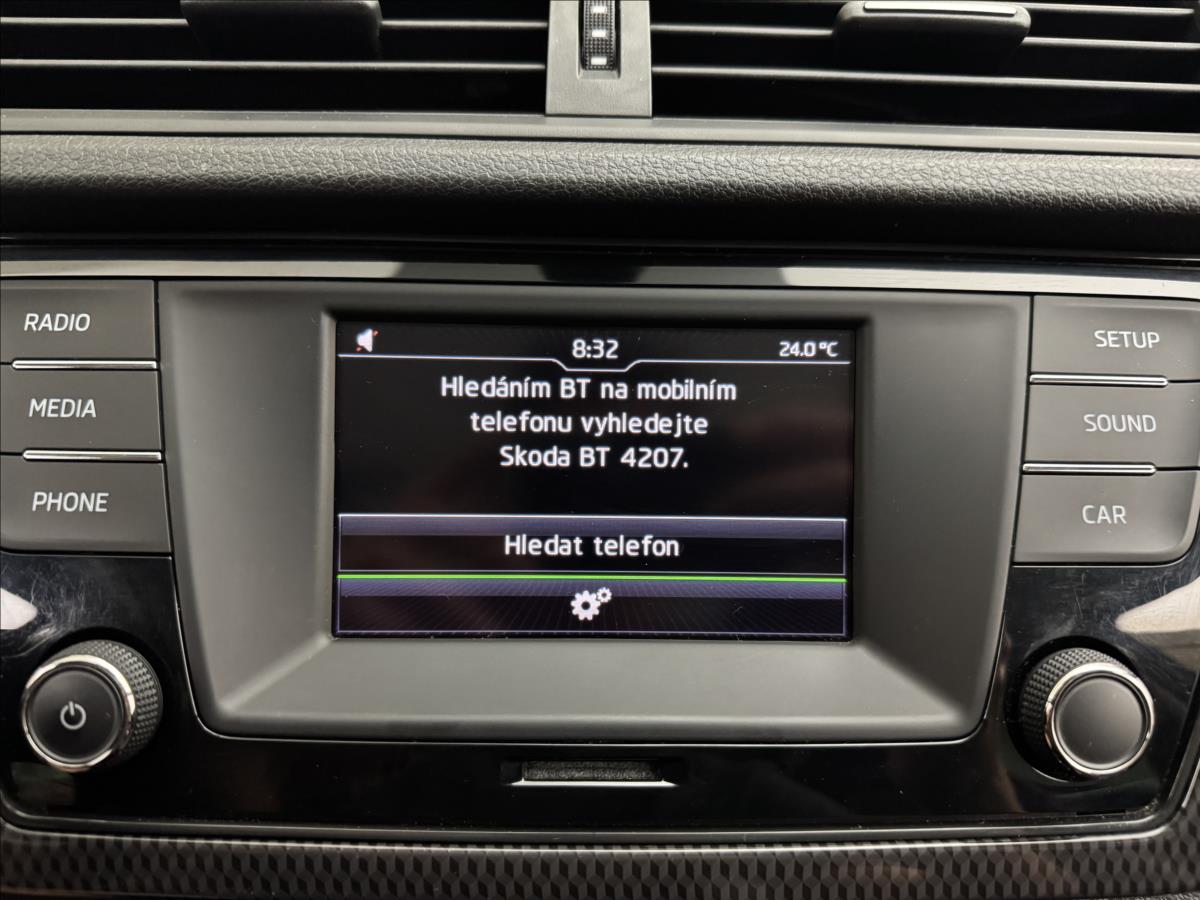 RADIO
MEDIA
PHONE
8:32
24.0°C
Hledáním BT na mobilním
telefonu vyhledejte
Skoda BT 4207.
Hledat telefon
SETUP
SOUND
CAR